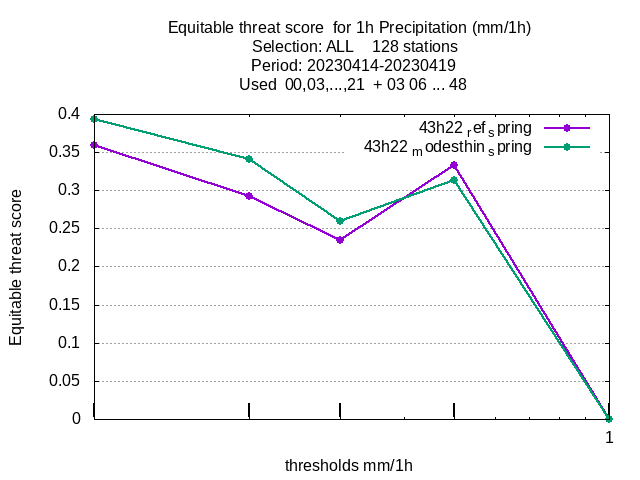 Equitable threat score  for 1h Precipitation (mm/1h)
Selection: ALL    128 stations
Period: 20230414-20230419
Used  00,03,...,21  + 03 06 ... 48
43h22 ref spring
43h22 modesthin spring
0.4
0.35
0.3
0.25
0.2
0.15
0.1
0.05
0
Equitable threat score
1
thresholds mm/1h